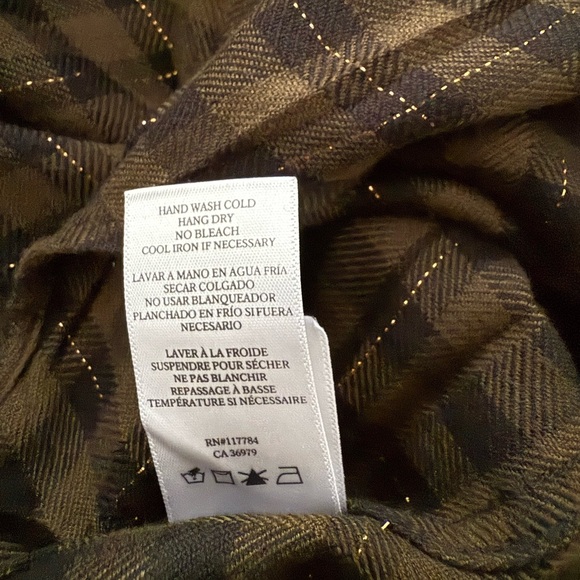 HAND WASH COLD
HANG DRY
NO BLEACH
COOL IRON IF NECESSARY
LAVAR A MANO EN AGUA FRÍA
SECAR COLGADO
NO USAR BLANQUEADOR
PLANCHADO EN FRÍO SI FUERA
NECESARIO
LAVER À LA FROIDE
SUSPENDRE POUR SÉCHER
NE PAS BLANCHIR
REPASSAGE À BASSE
TEMPÉRATURE SI NÉCESSAIRE
RN#117784
CA 36979